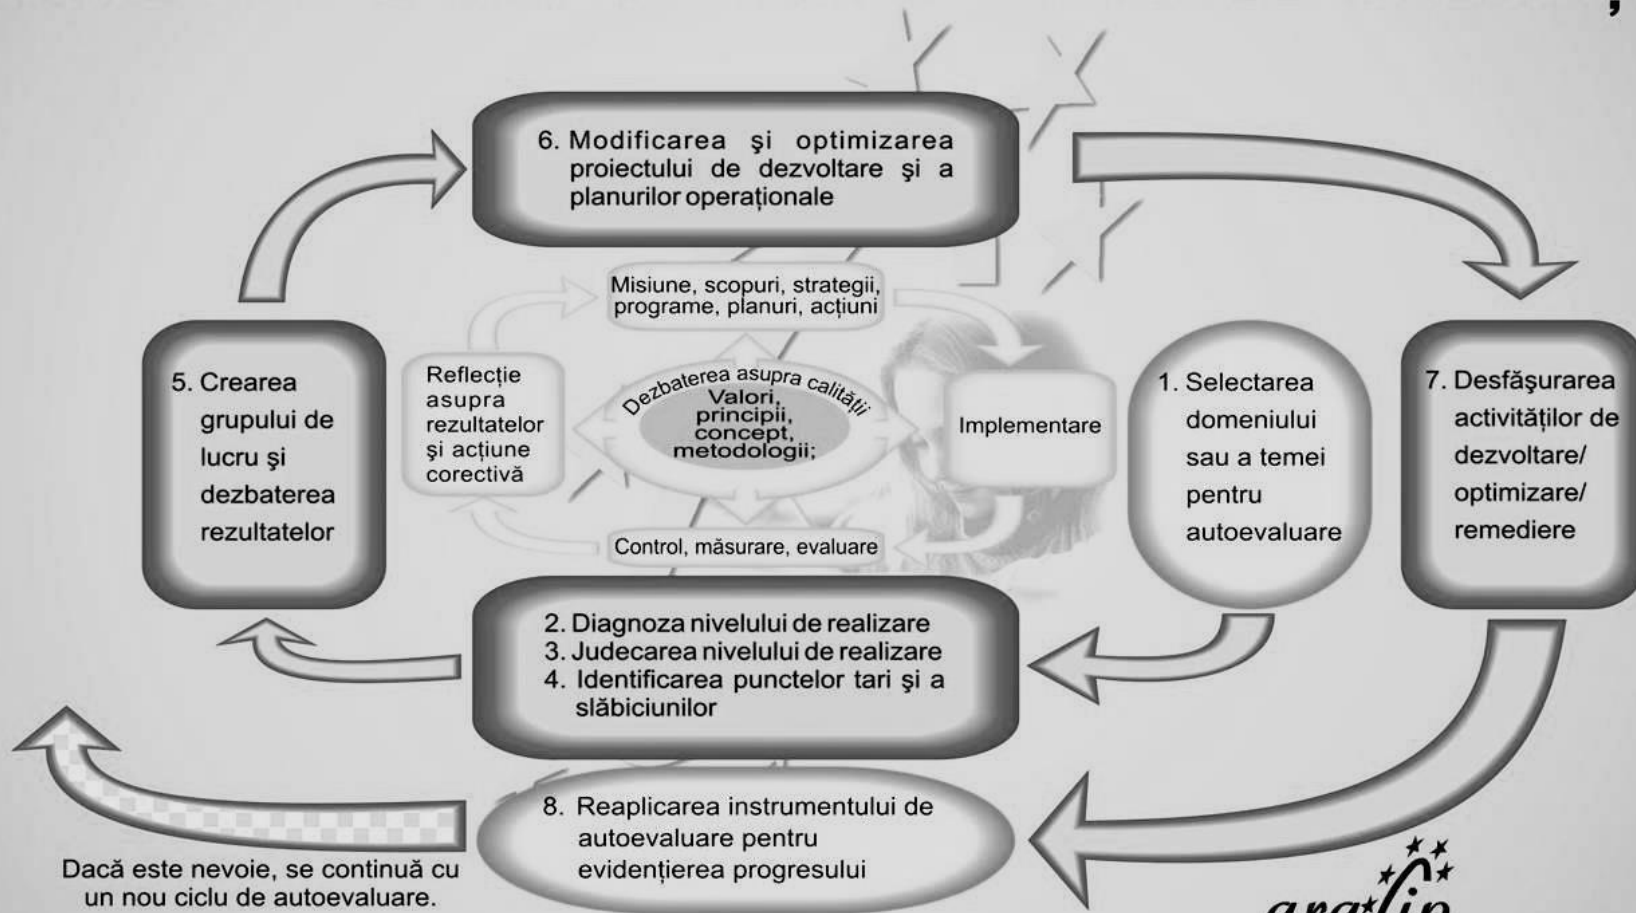 6. Modificarea şi optimizarea
proiectului de dezvoltare şi a
planurilor operaționale
Misiune, scopuri, strategii,
programe, planuri, acțiuni
5. Crearea
grupului de
lucru şi
dezbaterea
rezultatelor
Reflecție
asupra
rezultatelor
şi acțiune
corectivă
Dezbaterea asupra calității
Valori,
principii,
concept,
metodologii;
Implementare
Control, măsurare, evaluare
1. Selectarea
domeniului
sau a temei
pentru
autoevaluare
7. Desfăşurarea
activităților de
dezvoltare/
optimizare/
remediere
2. Diagnoza nivelului de realizare
3. Judecarea nivelului de realizare
4. Identificarea punctelor tari şi a
slăbiciunilor
8. Reaplicarea instrumentului de
autoevaluare pentru
evidențierea progresului
Dacă este nevoie, se continuă cu
un nou ciclu de autoevaluare.